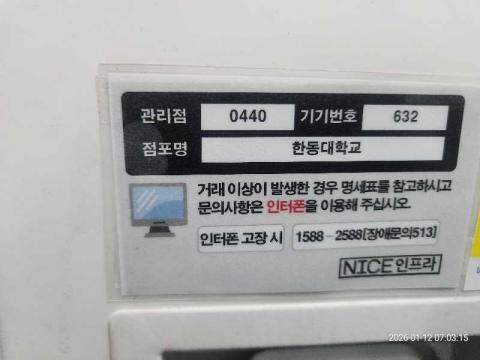 관리점 0440 기기번호 632
점포명 한동대학교
거래 이상이 발생한 경우 명세표를 참고하시고
문의사항은 인터폰을 이용해 주십시오.
인터폰 고장 시 1588-2588[장애문의513]
NICE인프라
2026-01-12 07:03:15